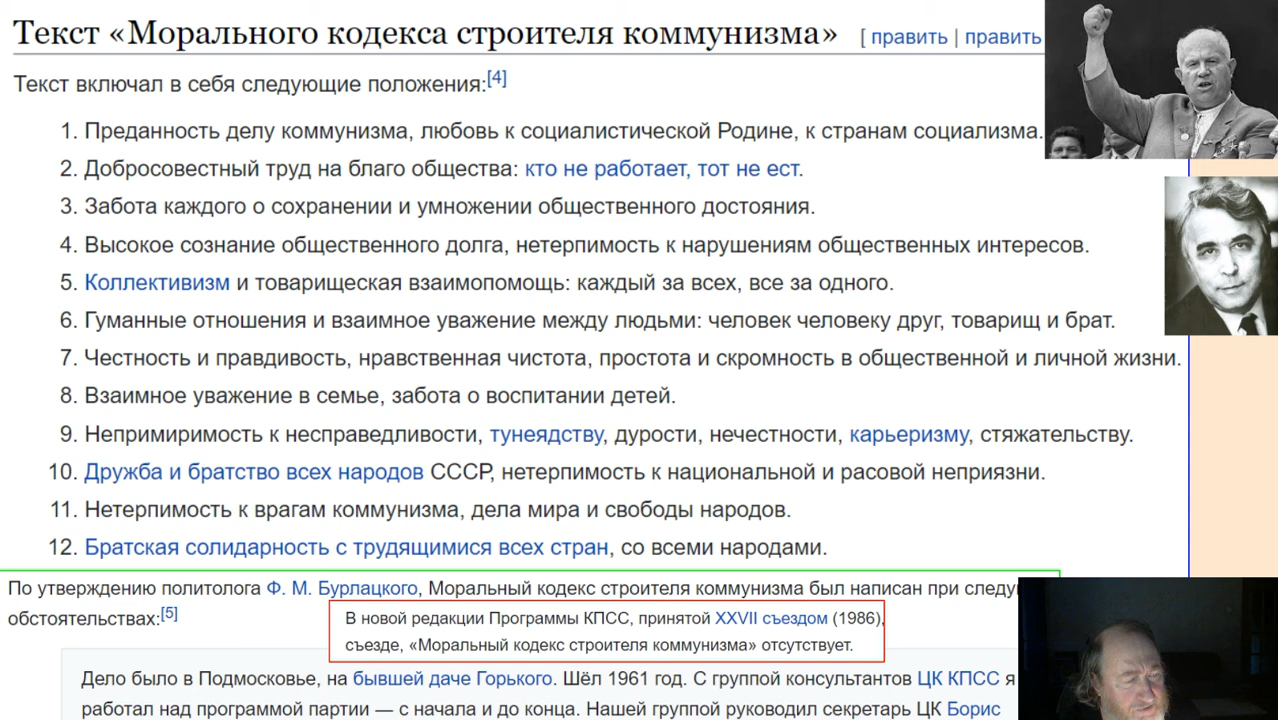 Текст «Морального кодекса строителя коммунизма» [ править | править
Текст включал в себя следующие положения:[4]
1. Преданность делу коммунизма, любовь к социалистической Родине, к странам социализма.
2. Добросовестный труд на благо общества: кто не работает, тот не ест.
3. Забота каждого о сохранении и умножении общественного достояния.
4. Высокое сознание общественного долга, нетерпимость к нарушениям общественных интересов.
5. Коллективизм и товарищеская взаимопомощь: каждый за всех, все за одного.
6. Гуманные отношения и взаимное уважение между людьми: человек человеку друг, товарищ и брат.
7. Честность и правдивость, нравственная чистота, простота и скромность в общественной и личной жизни.
8. Взаимное уважение в семье, забота о воспитании детей.
9. Непримиримость к несправедливости, тунеядству, дурости, нечестности, карьеризму, стяжательству.
10. Дружба и братство всех народов СССР, нетерпимость к национальной и расовой неприязни.
11. Нетерпимость к врагам коммунизма, дела мира и свободы народов.
12. Братская солидарность с трудящимися всех стран, со всеми народами.
По утверждению политолога Ф. М. Бурлацкого, Моральный кодекс строителя коммунизма был написан при следу
обстоятельствах:[5]
В новой редакции Программы КПСС, принятой XXVII съездом (1986),
съезде, «Моральный кодекс строителя коммунизма» отсутствует.
Дело было в Подмосковье, на бывшей даче Горького. Шёл 1961 год. С группой консультантов ЦК КПСС я
работал над программой партии — с начала и до конца. Нашей группой руководил секретарь ЦК Борис